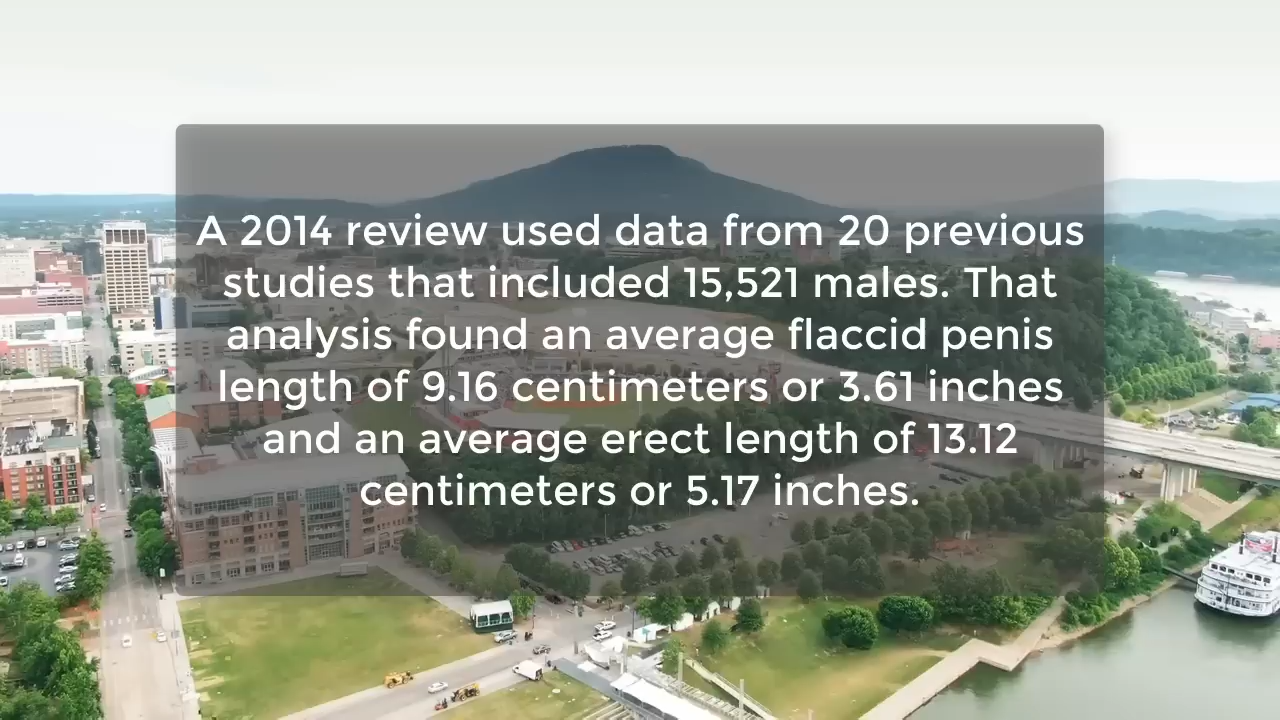 A 2014 review used data from 20 previous
studies that included 15,521 males. That
analysis found an average flaccid penis
length of 9.16 centimeters or 3.61 inches
and an average erect length of 13.12
centimeters or 5.17 inches.